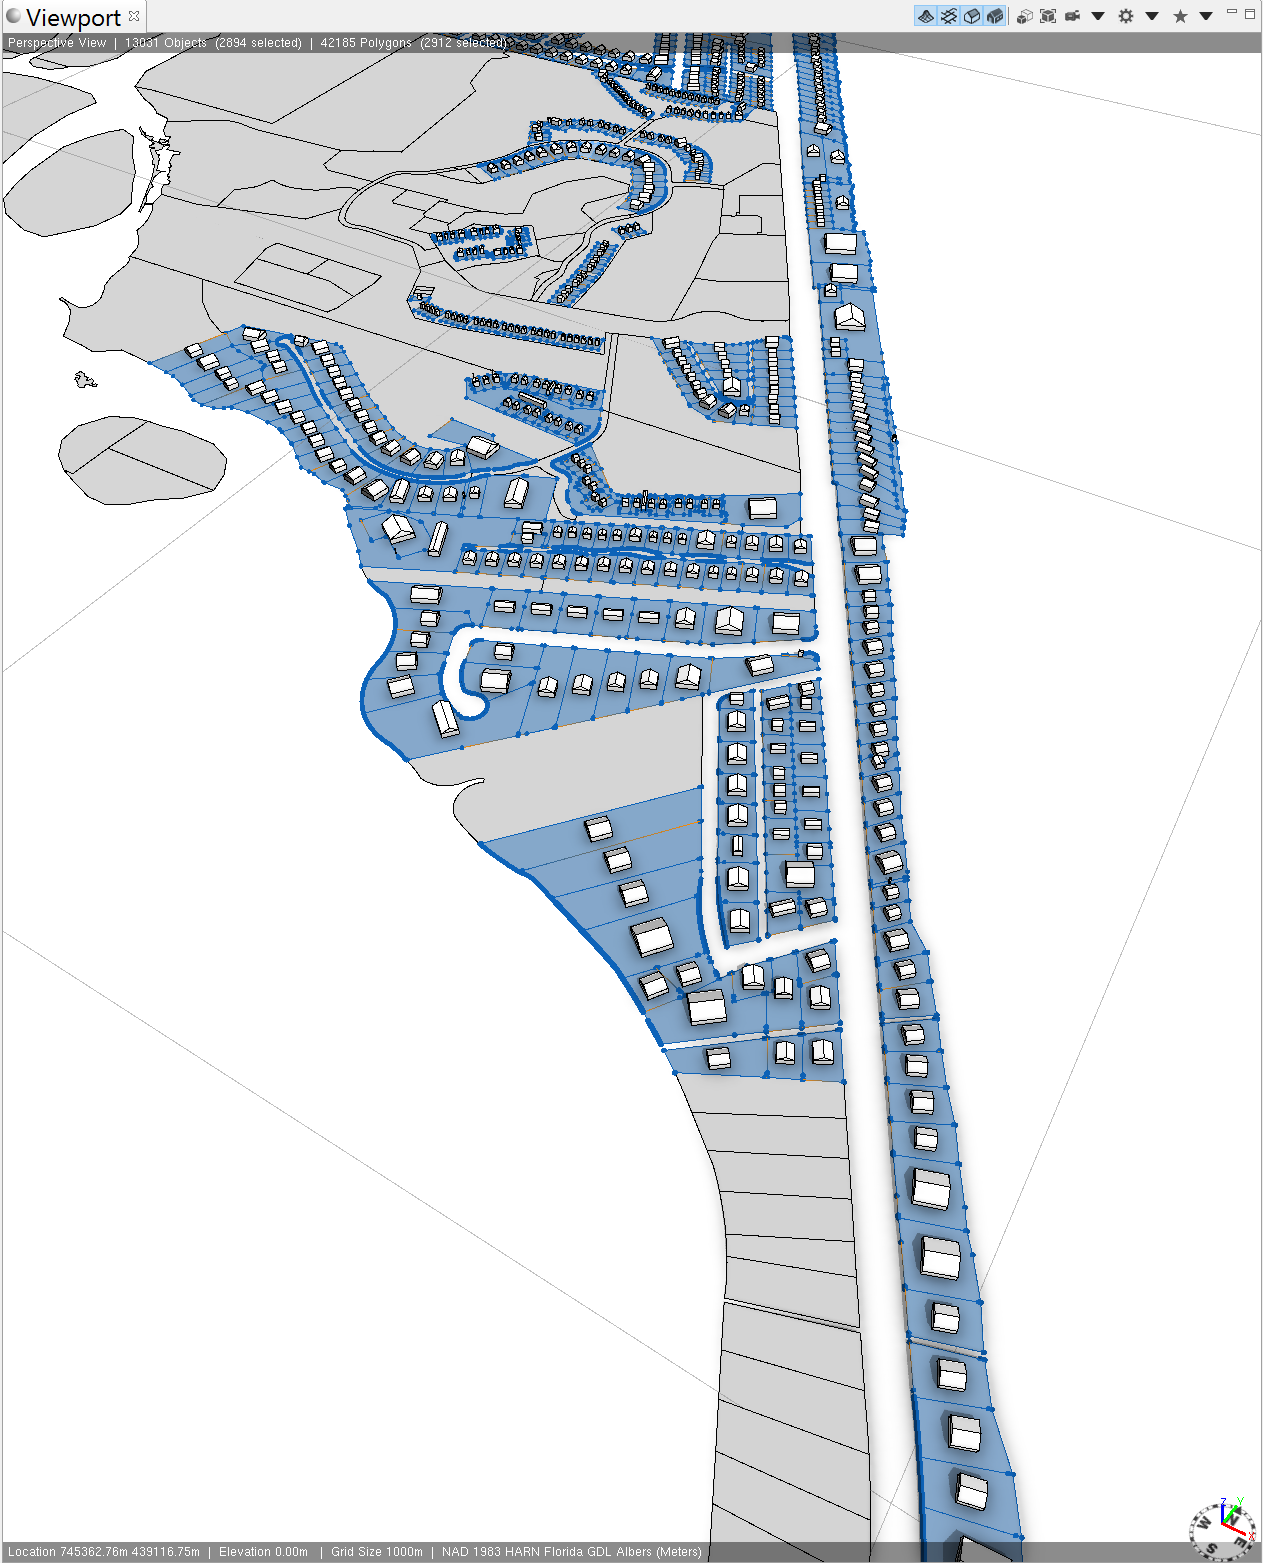 Viewport
Perspective View | 13031 Objects (2894 selected) | 42185 Polygons (2912 selected)
Z Y
X
W N
S E
Location 745362.76m 439116.75m | Elevation 0.00m | Grid Size 1000m | NAD 1983 HARN Florida GDL Albers (Meters)